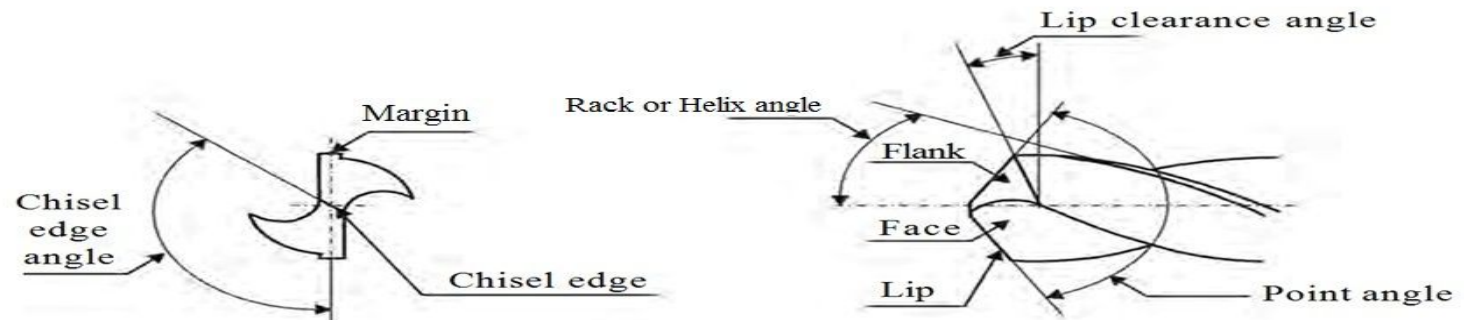 Lip clearance angle
Rack or Helix angle
Margin
Flank
Chisel
edge
angle
Face
Chisel edge
Lip
Point angle